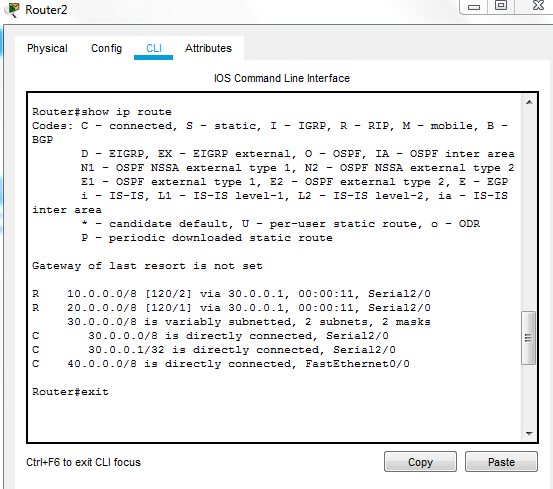 Router2
Physical Config CLI Attributes
IOS Command Line Interface
Router#show ip route
Codes: C - connected, S - static, I - IGRP, R - RIP, M - mobile, B -
BGP
       D - EIGRP, EX - EIGRP external, O - OSPF, IA - OSPF inter area
       N1 - OSPF NSSA external type 1, N2 - OSPF NSSA external type 2
       E1 - OSPF external type 1, E2 - OSPF external type 2, E - EGP
       i - IS-IS, L1 - IS-IS level-1, L2 - IS-IS level-2, ia - IS-IS
inter area
       * - candidate default, U - per-user static route, o - ODR
       P - periodic downloaded static route
Gateway of last resort is not set
R    10.0.0.0/8 [120/2] via 30.0.0.1, 00:00:11, Serial2/0
R    20.0.0.0/8 [120/1] via 30.0.0.1, 00:00:11, Serial2/0
     30.0.0.0/8 is variably subnetted, 2 subnets, 2 masks
C       30.0.0.0/8 is directly connected, Serial2/0
C       30.0.0.1/32 is directly connected, Serial2/0
C    40.0.0.0/8 is directly connected, FastEthernet0/0
Router#exit
Ctrl+F6 to exit CLI focus
Copy Paste